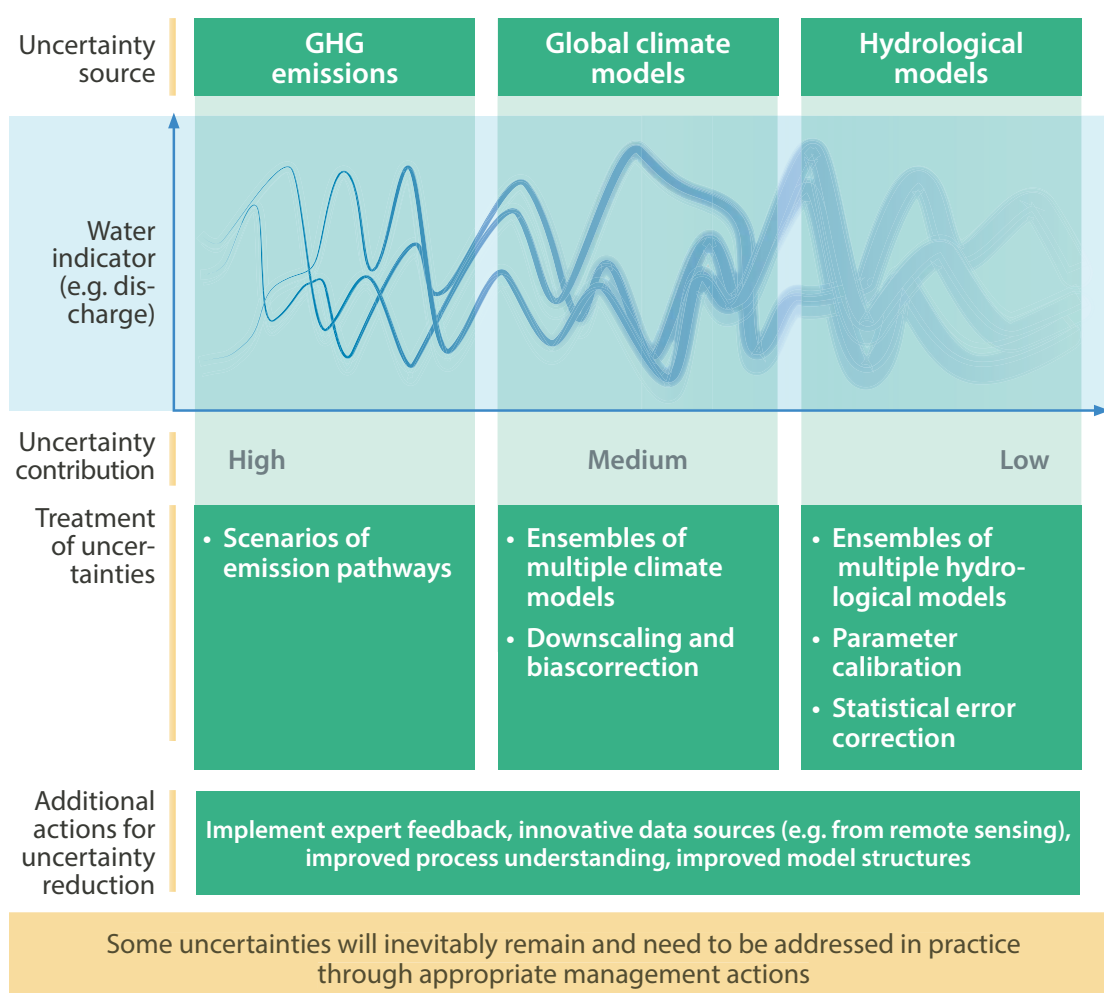 Uncertainty
source
GHG
emissions
Global climate
models
Hydrological
models
Water
indicator
(e.g. dis-
charge)
Uncertainty
contribution
High
Medium
Low
Treatment
of uncer-
tainties
• Scenarios of
emission pathways
• Ensembles of
multiple climate
models
• Downscaling and
biascorrection
• Ensembles of
multiple hydro-
logical models
• Parameter
calibration
• Statistical error
correction
Additional
actions for
uncertainty
reduction
Implement expert feedback, innovative data sources (e.g. from remote sensing),
improved process understanding, improved model structures
Some uncertainties will inevitably remain and need to be addressed in practice
through appropriate management actions